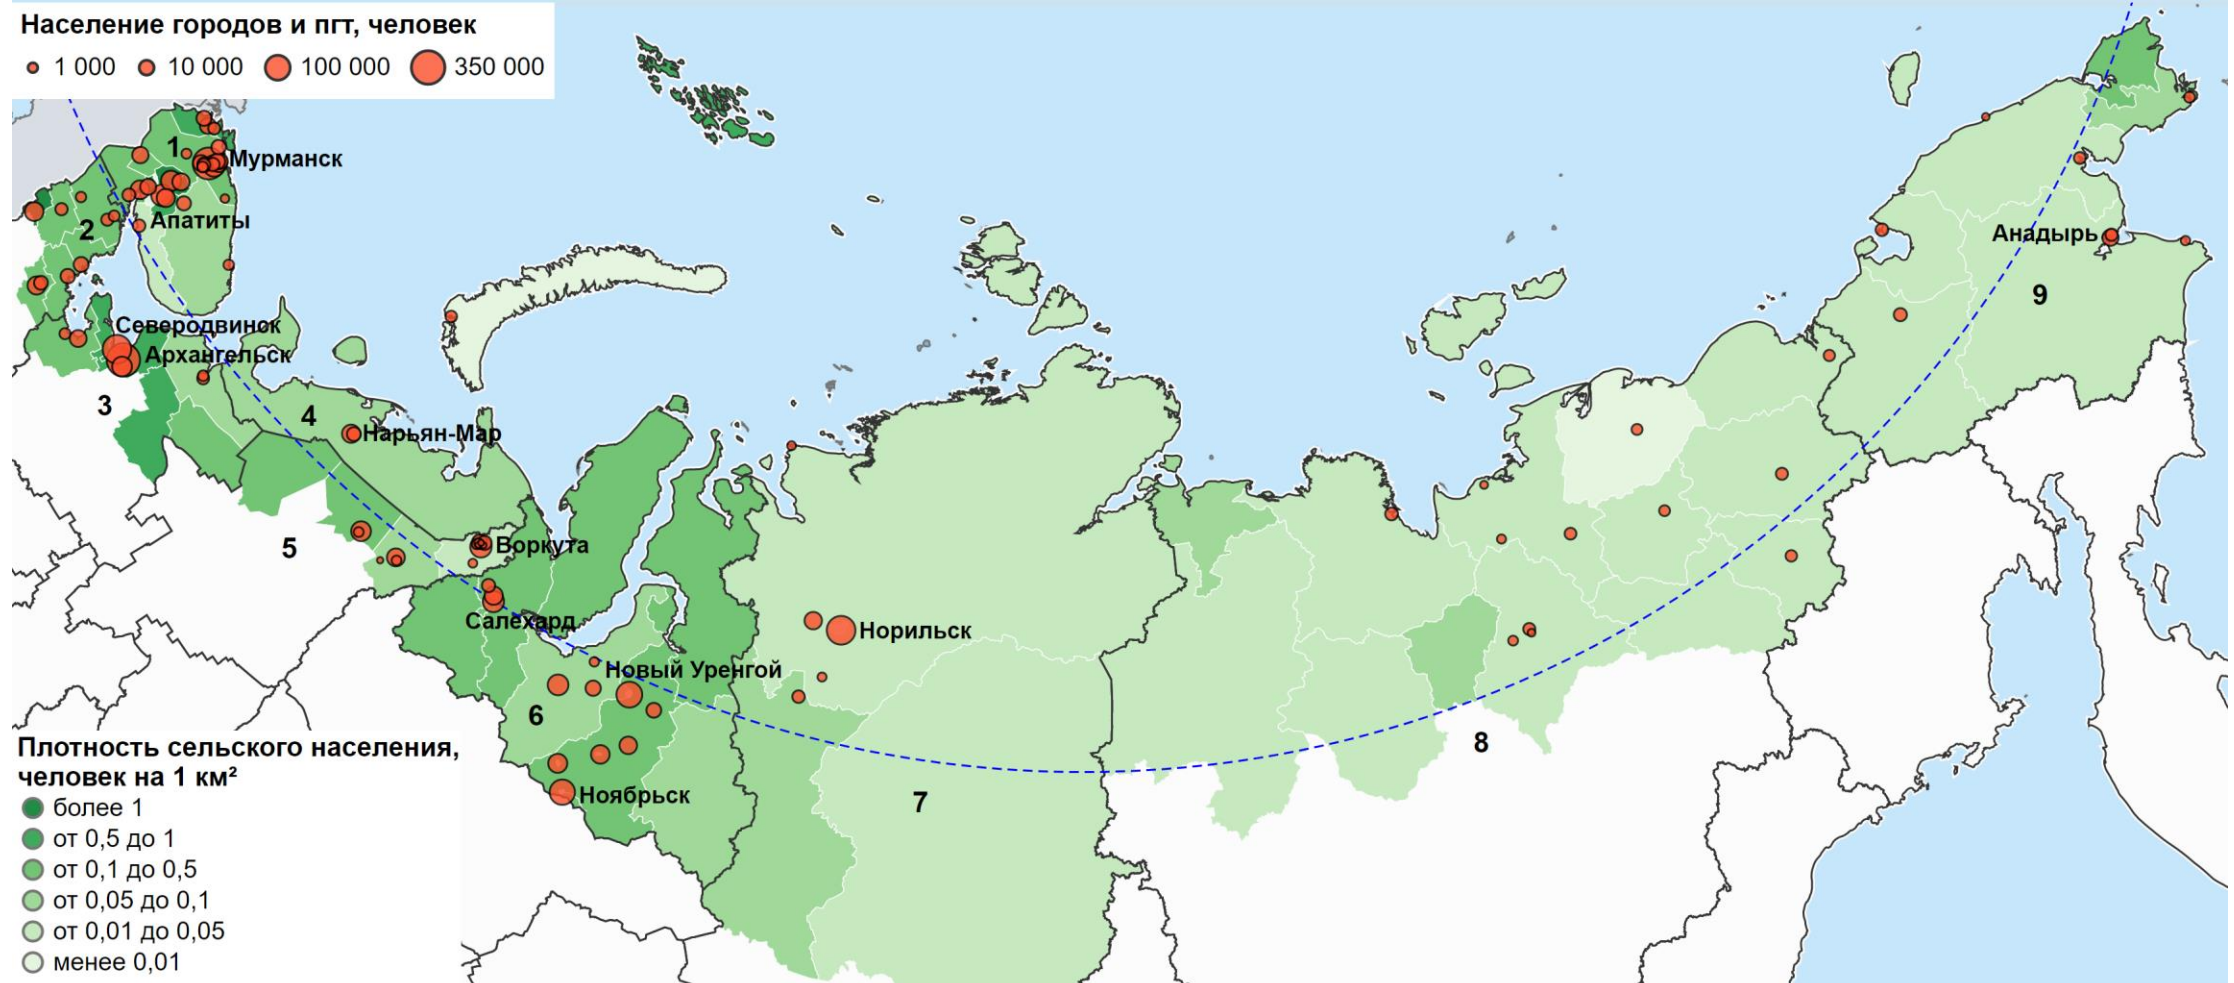 Население городов и пгт, человек
1 000 10 000 100 000 350 000
1
Мурманск
2
Апатиты
Анадырь
9
Северодвинск
Архангельск
3
4
Нарьян-Мар
5
Воркута
Салехард
Норильск
Новый Уренгой
6
8
Ноябрьск
7
Плотность сельского населения,
человек на 1 км²
более 1
от 0,5 до 1
от 0,1 до 0,5
от 0,05 до 0,1
от 0,01 до 0,05
менее 0,01